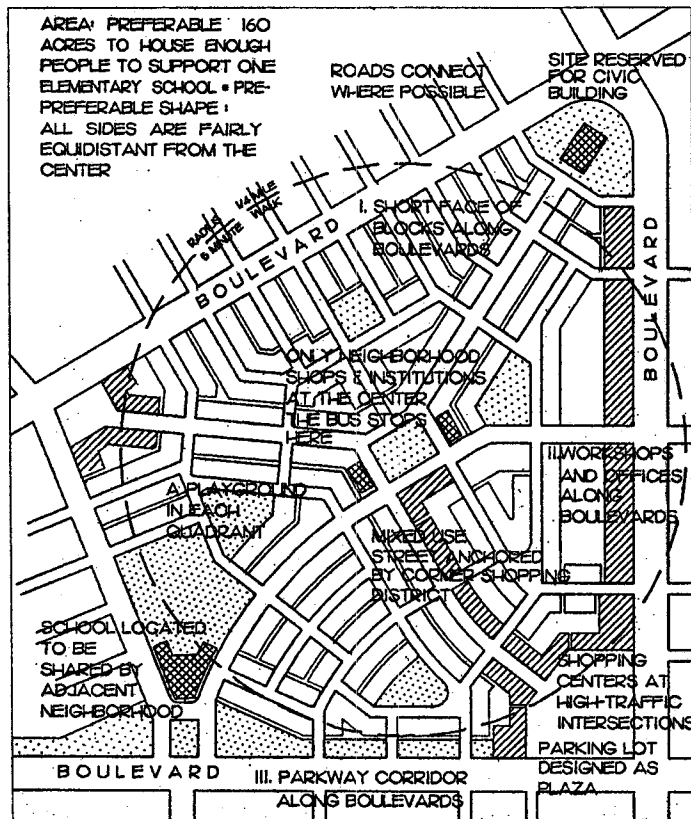 AREA: PREFERABLE 160
ACRES TO HOUSE ENOUGH
PEOPLE TO SUPPORT ONE
ELEMENTARY SCHOOL • PRE-
PREFERABLE SHAPE :
ALL SIDES ARE FAIRLY
EQUIDISTANT FROM THE
CENTER
ROADS CONNECT
WHERE POSSIBLE
SITE RESERVED
FOR CIVIC
BUILDING
RADIUS 1/4 MILE
5 MINUTE WALK
BOULEVARD
I. SHORT FACE OF
BLOCKS ALONG
BOULEVARDS
BOULEVARD
ONLY NEIGHBORHOOD
SHOPS & INSTITUTIONS
AT THE CENTER
THE BUS STOPS
HERE
II. WORKSHOPS
AND OFFICES
ALONG
BOULEVARDS
A PLAYGROUND
IN EACH
QUADRANT
MIXED USE
STREET ANCHORED
BY CORNER SHOPPING
DISTRICT
SCHOOL LOCATED
TO BE
SHARED BY
ADJACENT
NEIGHBORHOOD
SHOPPING
CENTERS AT
HIGH-TRAFFIC
INTERSECTIONS
PARKING LOT
DESIGNED AS
PLAZA
BOULEVARD
III. PARKWAY CORRIDOR
ALONG BOULEVARDS